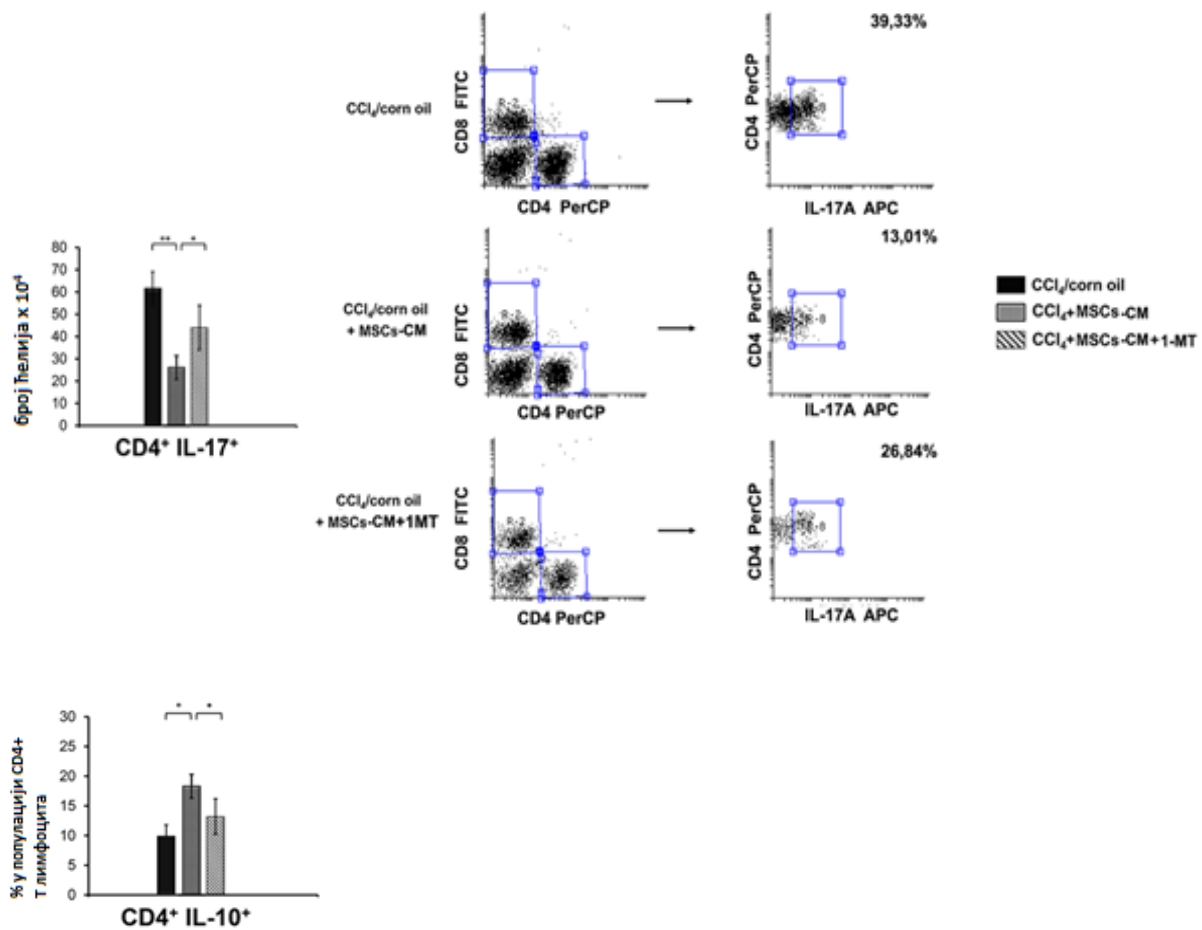 39,33%
CCl₄/corn oil
CD8 FITC
R-2
CD4 PerCP
CD4 PerCP
IL-17A APC
број ћелија x 10⁴
80
70
60
50
40
30
20
10
0
** *
CD4⁺ IL-17⁺
13,01%
CCl₄/corn oil
+ MSCs-CM
CD8 FITC
CD4 PerCP
CD4 PerCP
R-8
IL-17A APC
CCl₄/corn oil
CCl₄+MSCs-CM
CCl₄+MSCs-CM+1-MT
26,84%
CCl₄/corn oil
+ MSCs-CM+1MT
CD8 FITC
R-2
CD4 PerCP
CD4 PerCP
R-8
IL-17A APC
% у популацији CD4+
Т лимфоцита
30
25
20
15
10
5
0
* *
CD4⁺ IL-10⁺